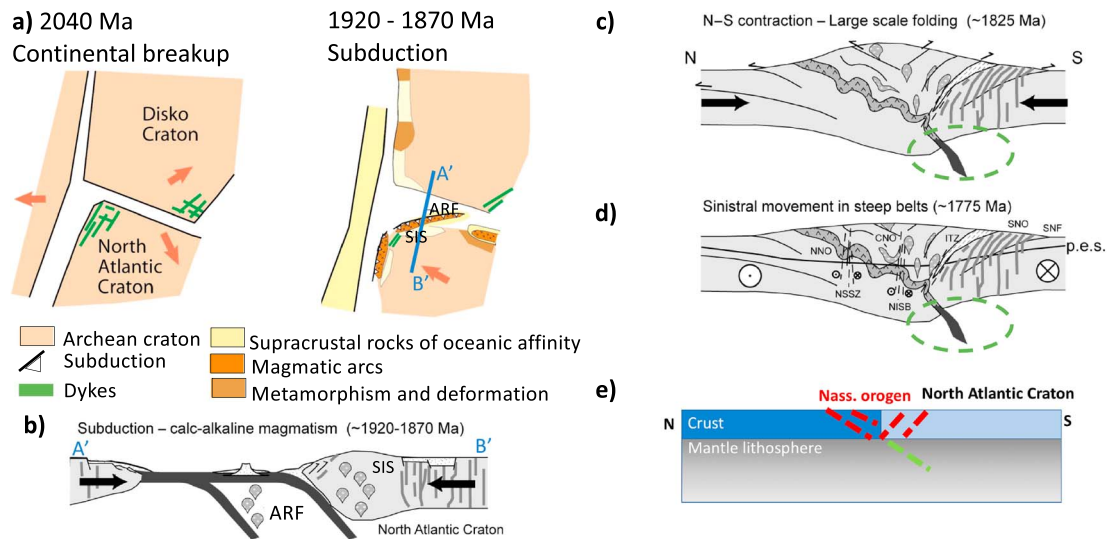 a) 2040 Ma
Continental breakup
1920 - 1870 Ma
Subduction
Disko
Craton
North
Atlantic
Craton
A’
ARF
SIS
B’
Archean craton
Subduction
Dykes
Supracrustal rocks of oceanic affinity
Magmatic arcs
Metamorphism and deformation
b)
Subduction – calc-alkaline magmatism (~1920-1870 Ma)
A’
B’
SIS
ARF
North Atlantic Craton
c)
N–S contraction – Large scale folding (~1825 Ma)
N
S
d)
Sinistral movement in steep belts (~1775 Ma)
SNO
SNF
NNO
CNO
ITZ
p.e.s.
NSSZ
NISB
e)
Nass. orogen
North Atlantic Craton
N
Crust
S
Mantle lithosphere